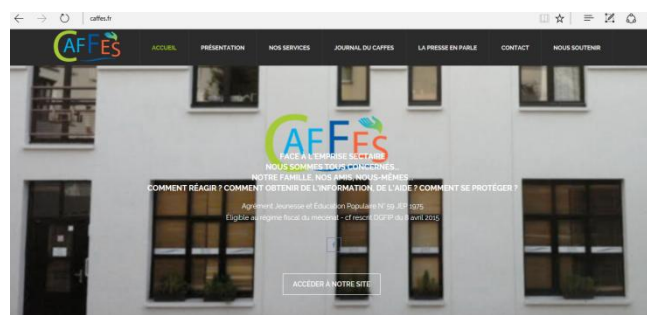 caffes.fr
CAFFES
ACCUEIL PRÉSENTATION NOS SERVICES JOURNAL DU CAFFES LA PRESSE EN PARLE CONTACT NOUS SOUTENIR
CAFFES
FACE À L'EMPRISE SECTAIRE
NOUS SOMMES TOUS CONCERNÉS...
NOTRE FAMILLE, NOS AMIS, NOUS-MÊMES...
COMMENT RÉAGIR ? COMMENT OBTENIR DE L'INFORMATION, DE L'AIDE ? COMMENT SE PROTÉGER ?
Agrément Jeunesse et Éducation Populaire N° 59 JEP 1975
Eligible au régime fiscal du mécénat - cf rescrit DGFIP du 8 avril 2015
ACCÉDER À NOTRE SITE